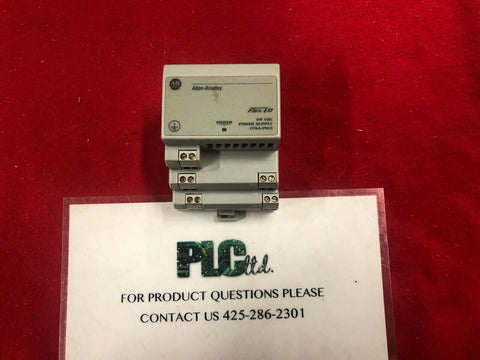 AB
Allen-Bradley
Flex I/O
24 VDC
POWER SUPPLY
1794-PS13
POWER
PLC ltd.
FOR PRODUCT QUESTIONS PLEASE
CONTACT US 425-286-2301